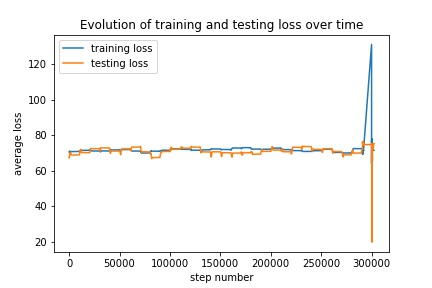 Evolution of training and testing loss over time
training loss
testing loss
average loss
120
100
80
60
40
20
0 50000 100000 150000 200000 250000 300000
step number